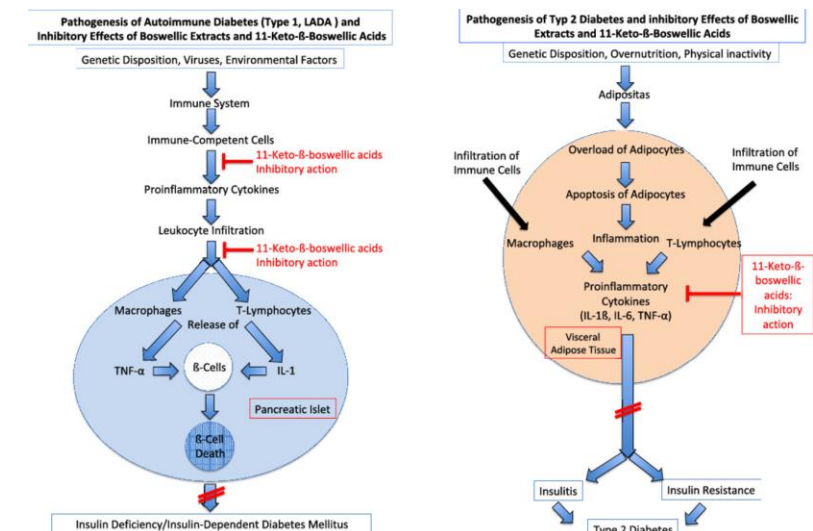 Pathogenesis of Autoimmune Diabetes (Type 1, LADA ) and
Inhibitory Effects of Boswellic Extracts and 11-Keto-ß-Boswellic Acids
Genetic Disposition, Viruses, Environmental Factors
Immune System
Immune-Competent Cells
11-Keto-ß-boswellic acids
Inhibitory action
Proinflammatory Cytokines
Leukocyte Infiltration
11-Keto-ß-boswellic acids
Inhibitory action
Macrophages
T-Lymphocytes
Release of
TNF-α
ß-Cells
IL-1
Pancreatic Islet
ß-Cell
Death
Insulin Deficiency/Insulin-Dependent Diabetes Mellitus
Pathogenesis of Typ 2 Diabetes and inhibitory Effects of Boswellic
Extracts and 11-Keto-ß-Boswellic Acids
Genetic Disposition, Overnutrition, Physical inactivity
Adipositas
Overload of Adipocytes
Infiltration of
Immune Cells
Infiltration of
Immune Cells
Apoptosis of Adipocytes
Macrophages
Inflammation
T-Lymphocytes
Proinflammatory
Cytokines
(IL-1ß, IL-6, TNF-α)
11-Keto-ß-
boswellic
acids:
Inhibitory
action
Visceral
Adipose Tissue
Insulitis
Insulin Resistance
Type 2 Diabetes